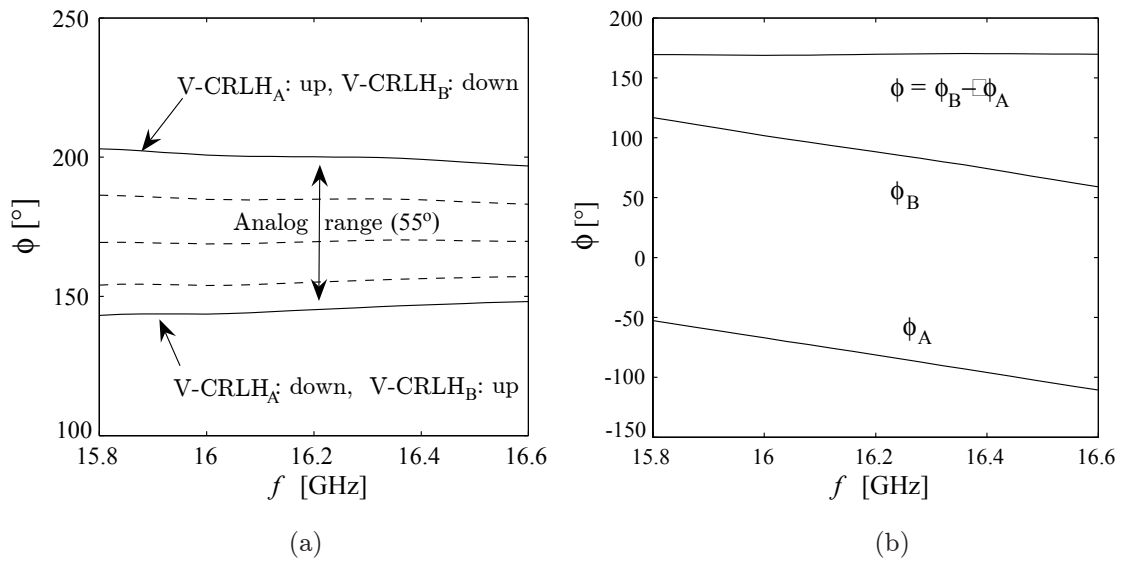 250
200
150
100
15.8
16
16.2
16.4
16.6
ϕ [°]
f [GHz]
V-CRLH_A: up, V-CRLH_B: down
Analog range (55º)
V-CRLH_A: down, V-CRLH_B: up
(a)
200
150
100
50
0
-50
-100
-150
15.8
16
16.2
16.4
16.6
ϕ [°]
f [GHz]
ϕ = ϕ_B–□ϕ_A
ϕ_B
ϕ_A
(b)